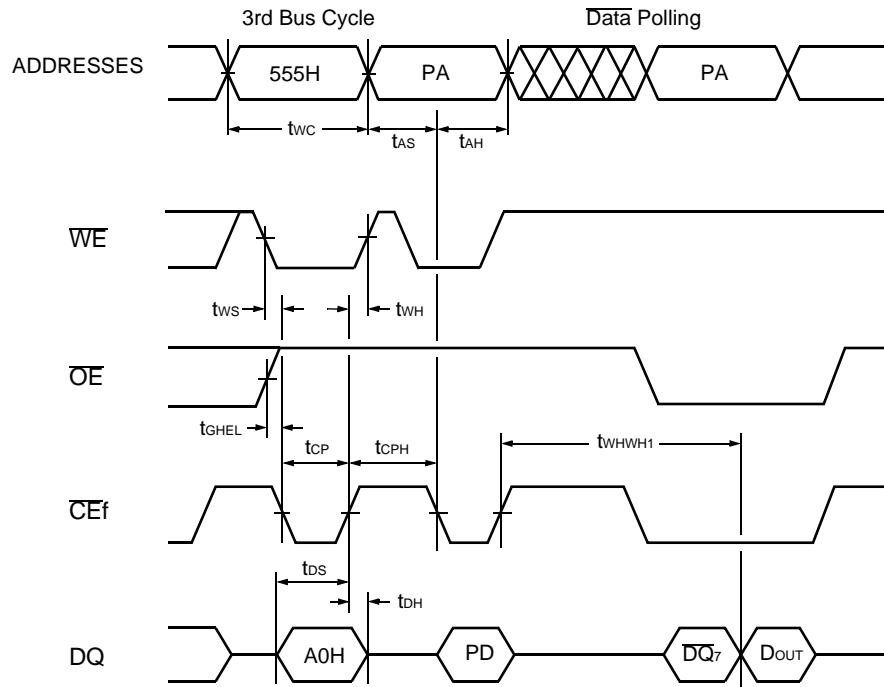 3rd Bus Cycle
Data Polling
ADDRESSES
555H
PA
PA
tWC
tAS
tAH
WE
tWS
tWH
OE
tGHEL
tCP
tCPH
tWHWH1
CEf
tDS
tDH
DQ
A0H
PD
DQ7
DOUT